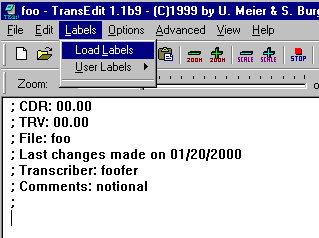 foo - TransEdit 1.1b9 - (C)1999 by U. Meier & S. Bur
File Edit Labels Options Advanced View Help
Load Labels
User Labels
ZOOM ZOOM SCALE SCALE STOP
Zoom:
; CDR: 00.00
; TRV: 00.00
; File: foo
; Last changes made on 01/20/2000
; Transcriber: foofer
; Comments: notional
;